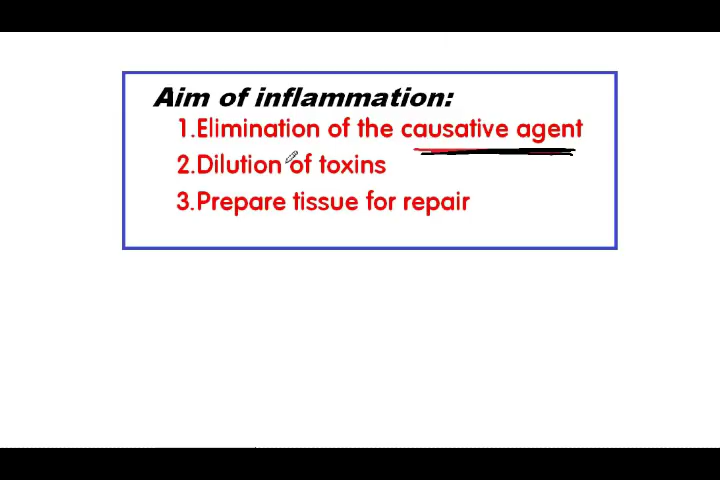 Aim of inflammation:
1.Elimination of the causative agent
2.Dilution of toxins
3.Prepare tissue for repair